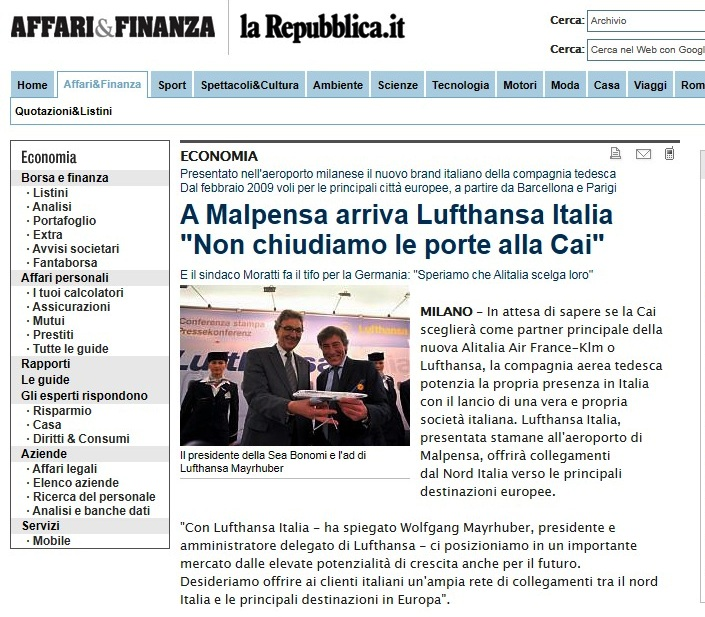 AFFARI&FINANZA
la Repubblica.it
Cerca: Archivio
Cerca: Cerca nel Web con Googl
Home Affari&Finanza Sport Spettacoli&Cultura Ambiente Scienze Tecnologia Motori Moda Casa Viaggi Rom
Quotazioni&Listini
Economia
Borsa e finanza
· Listini
· Analisi
· Portafoglio
· Extra
· Avvisi societari
· Fantaborsa
Affari personali
· I tuoi calcolatori
· Assicurazioni
· Mutui
· Prestiti
· Tutte le guide
Rapporti
Le guide
Gli esperti rispondono
· Risparmio
· Casa
· Diritti & Consumi
Aziende
· Affari legali
· Elenco aziende
· Ricerca del personale
· Analisi e banche dati
Servizi
· Mobile
ECONOMIA
Presentato nell'aeroporto milanese il nuovo brand italiano della compagnia tedesca
Dal febbraio 2009 voli per le principali città europee, a partire da Barcellona e Parigi
A Malpensa arriva Lufthansa Italia
"Non chiudiamo le porte alla Cai"
E il sindaco Moratti fa il tifo per la Germania: "Speriamo che Alitalia scelga loro"
Conferenza stampa
Pressekonferenz
Lufthansa
Lufthansa
Il presidente della Sea Bonomi e l'ad di
Lufthansa Mayrhuber
MILANO - In attesa di sapere se la Cai
sceglierà come partner principale della
nuova Alitalia Air France-Klm o
Lufthansa, la compagnia aerea tedesca
potenzia la propria presenza in Italia
con il lancio di una vera e propria
società italiana. Lufthansa Italia,
presentata stamane all'aeroporto di
Malpensa, offrirà collegamenti
dal Nord Italia verso le principali
destinazioni europee.
"Con Lufthansa Italia - ha spiegato Wolfgang Mayrhuber, presidente e
amministratore delegato di Lufthansa - ci posizioniamo in un importante
mercato dalle elevate potenzialità di crescita anche per il futuro.
Desideriamo offrire ai clienti italiani un'ampia rete di collegamenti tra il nord
Italia e le principali destinazioni in Europa".